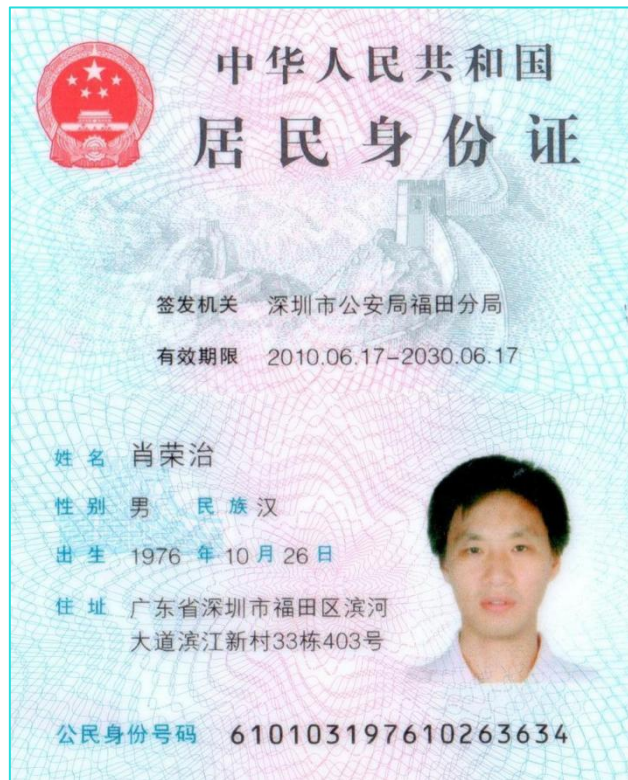 中华人民共和国
居民身份证
签发机关 深圳市公安局福田分局
有效期限 2010.06.17-2030.06.17
姓名 肖荣治
性别 男 民族 汉
出生 1976 年 10 月 26 日
住址 广东省深圳市福田区滨河
大道滨江新村33栋403号
公民身份号码 610103197610263634